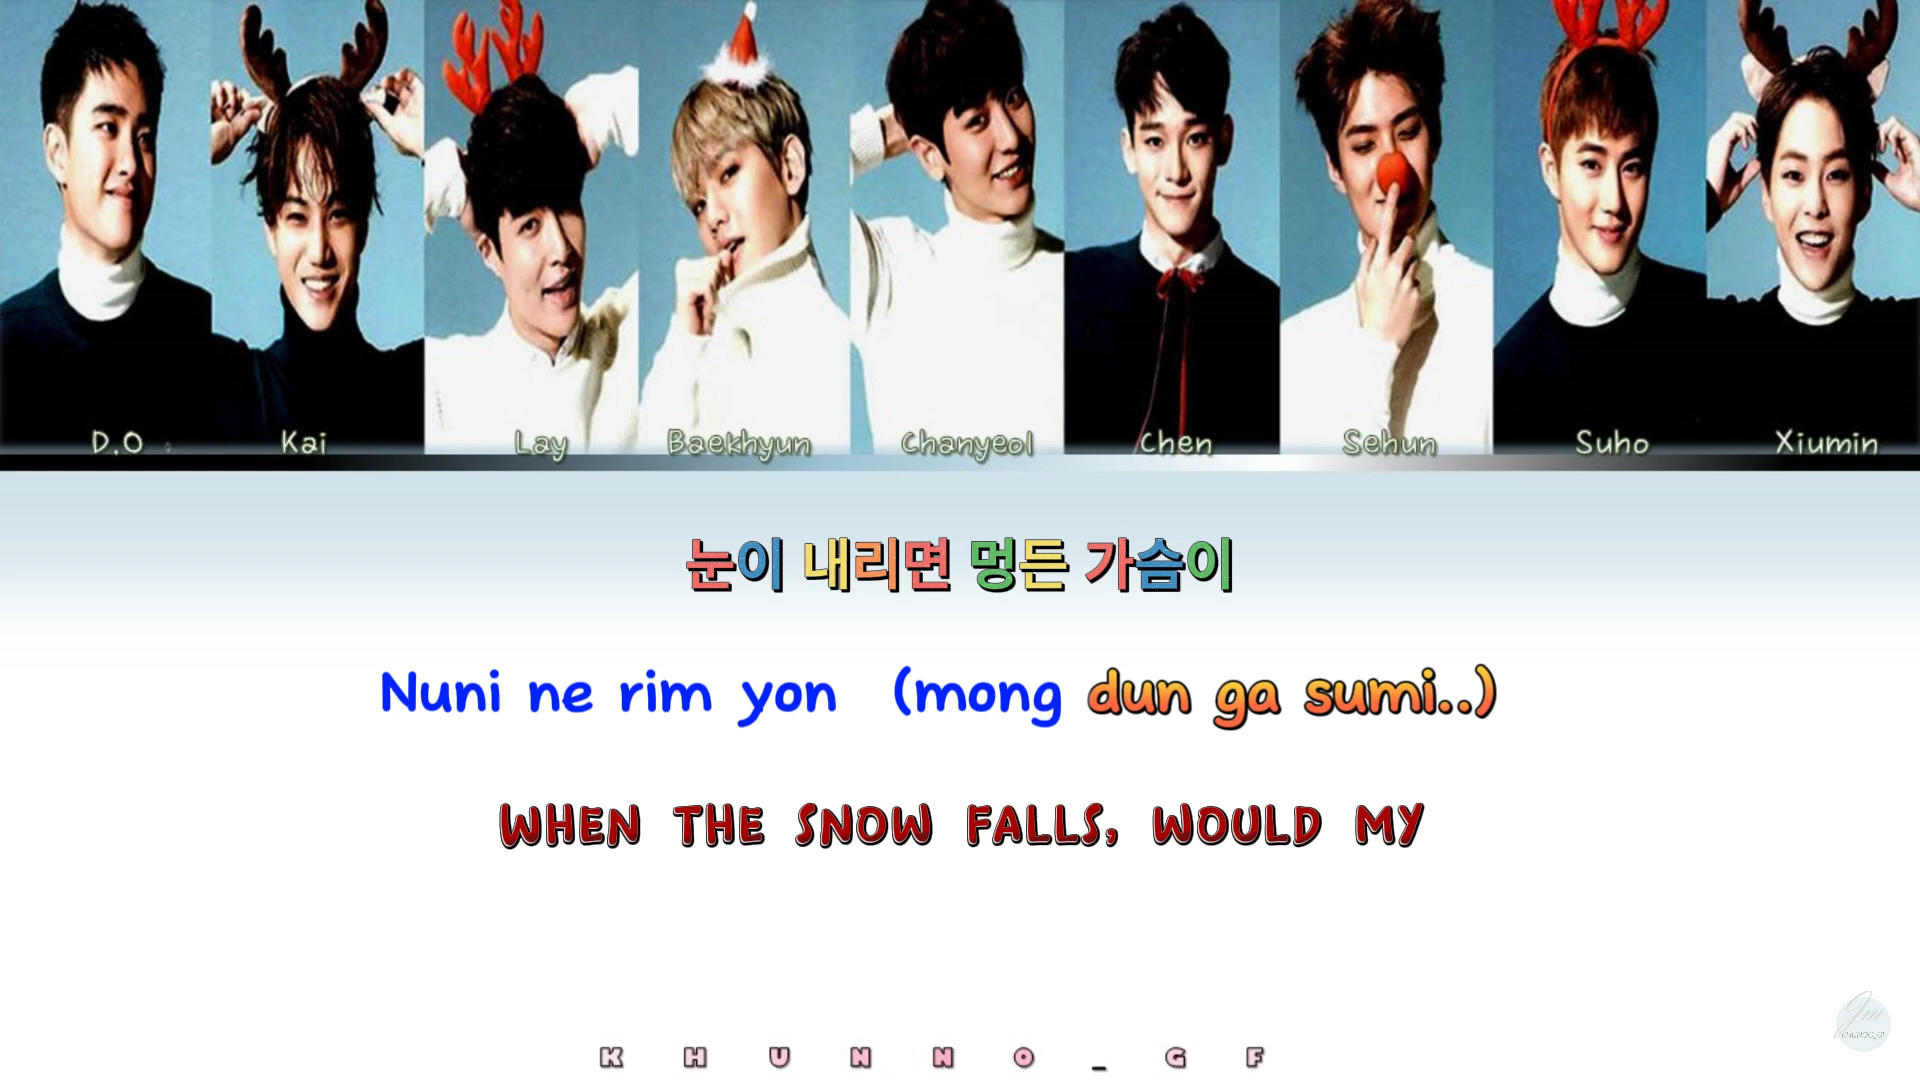 D.O Kai Lay Baekhyun Chanyeol Chen Sehun Suho Xiumin
눈이 내리면 멍든 가슴이
Nuni ne rim yon (mong dun ga sumi..)
WHEN THE SNOW FALLS, WOULD MY
KHUNNO_GF